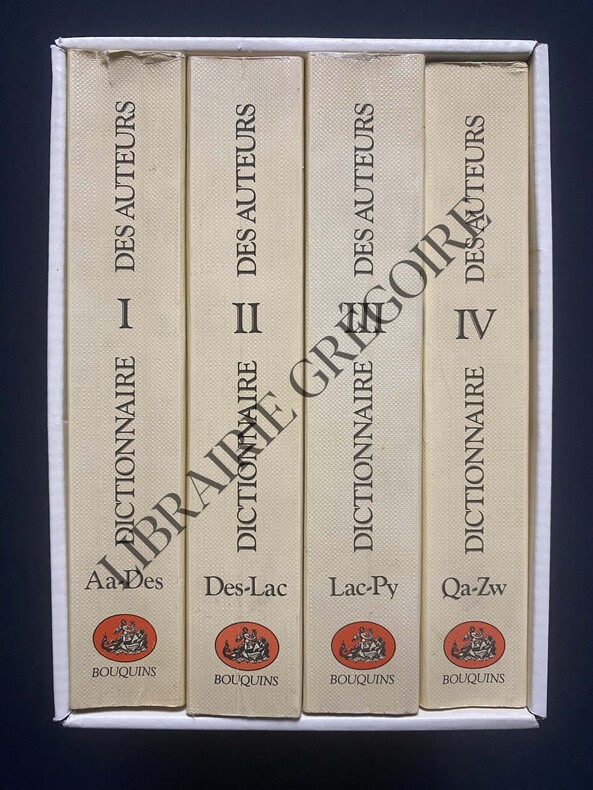 DICTIONNAIRE DES AUTEURS
I
Aa-Des
BOUQUINS
DICTIONNAIRE DES AUTEURS
II
Des-Lac
BOUQUINS
DICTIONNAIRE DES AUTEURS
III
Lac-Py
BOUQUINS
DICTIONNAIRE DES AUTEURS
IV
Qa-Zw
BOUQUINS
LIBRAIRIE GREGOIRE